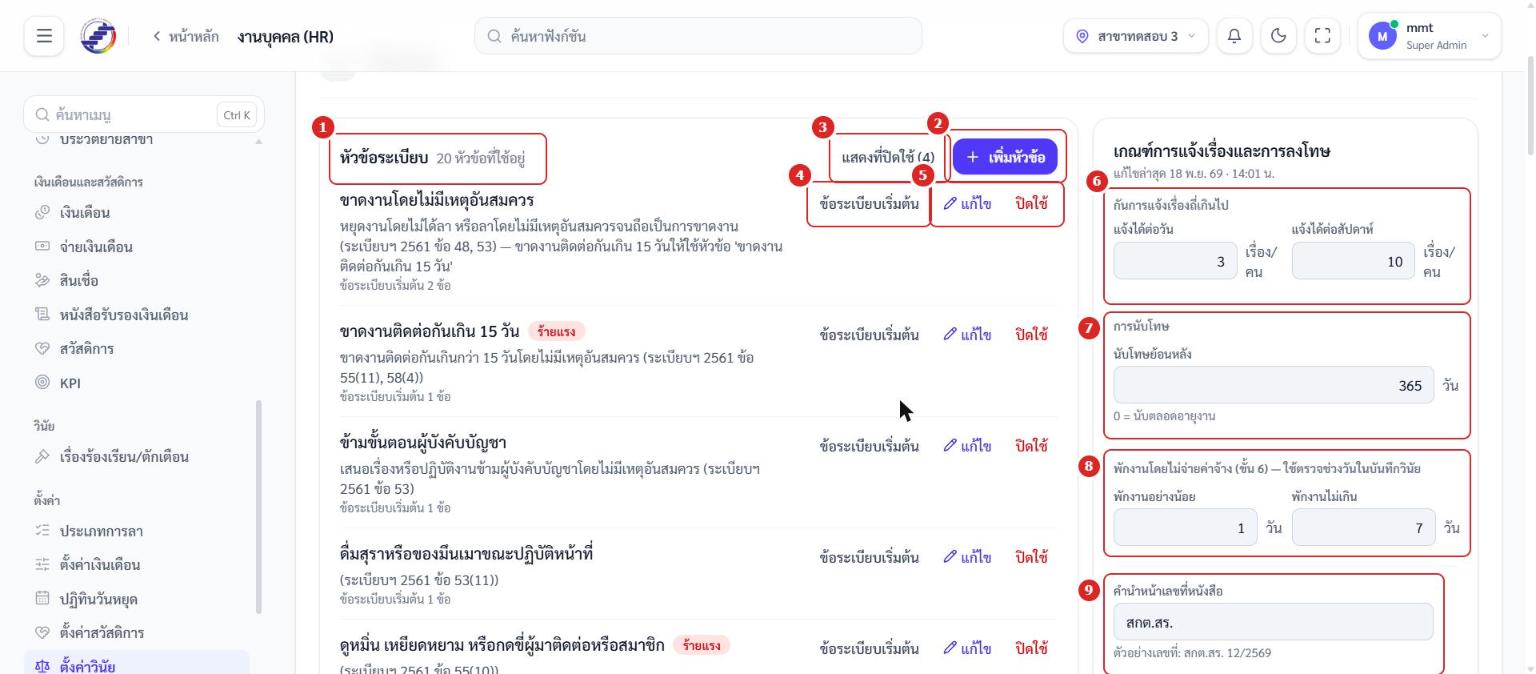 หน้าหลัก
งานบุคคล (HR)
ค้นหาฟังก์ชัน
สาขาทดสอบ 3
M
mmt
Super Admin
ค้นหาเมนู
Ctrl K
ประวัติย้ายสาขา
เงินเดือนและสวัสดิการ
เงินเดือน
จ่ายเงินเดือน
สินเชื่อ
หนังสือรับรองเงินเดือน
สวัสดิการ
KPI
วินัย
เรื่องร้องเรียน/ตักเตือน
ตั้งค่า
ประเภทการลา
ตั้งค่าเงินเดือน
ปฏิทินวันหยุด
ตั้งค่าสวัสดิการ
ตั้งค่าวินัย
1
หัวข้อระเบียบ 20 หัวข้อที่ใช้อยู่
3
แสดงที่ปิดใช้ (4)
2
+ เพิ่มหัวข้อ
4
5
ขาดงานโดยไม่มีเหตุอันสมควร
ข้อระเบียบเริ่มต้น แก้ไข ปิดใช้
หยุดงานโดยไม่ได้ลา หรือลาโดยไม่มีเหตุอันสมควรจนถือเป็นการขาดงาน
(ระเบียบฯ 2561 ข้อ 48, 53) — ขาดงานติดต่อกันเกิน 15 วันให้ใช้หัวข้อ 'ขาดงาน
ติดต่อกันเกิน 15 วัน'
ข้อระเบียบเริ่มต้น 2 ข้อ
ขาดงานติดต่อกันเกิน 15 วัน ร้ายแรง
ข้อระเบียบเริ่มต้น แก้ไข ปิดใช้
ขาดงานติดต่อกันเกินกว่า 15 วันโดยไม่มีเหตุอันสมควร (ระเบียบฯ 2561 ข้อ
55(11), 58(4))
ข้อระเบียบเริ่มต้น 1 ข้อ
ข้ามขั้นตอนผู้บังคับบัญชา
ข้อระเบียบเริ่มต้น แก้ไข ปิดใช้
เสนอเรื่องหรือปฏิบัติงานข้ามผู้บังคับบัญชาโดยไม่มีเหตุอันสมควร (ระเบียบฯ
2561 ข้อ 53)
ข้อระเบียบเริ่มต้น 1 ข้อ
ดื่มสุราหรือของมึนเมาขณะปฏิบัติหน้าที่
ข้อระเบียบเริ่มต้น แก้ไข ปิดใช้
(ระเบียบฯ 2561 ข้อ 53(11))
ข้อระเบียบเริ่มต้น 1 ข้อ
ดูหมิ่น เหยียดหยาม หรือกดขี่ผู้มาติดต่อหรือสมาชิก ร้ายแรง
ข้อระเบียบเริ่มต้น แก้ไข ปิดใช้
(ระเบียบฯ 2561 ข้อ 55(10))
เกณฑ์การแจ้งเรื่องและการลงโทษ
แก้ไขล่าสุด 18 พ.ย. 69 · 14:01 น.
6
กันการแจ้งเรื่องถี่เกินไป
แจ้งได้ต่อวัน แจ้งได้ต่อสัปดาห์
3 เรื่อง/คน 10 เรื่อง/คน
7
การนับโทษ
นับโทษย้อนหลัง
365 วัน
0 = นับตลอดอายุงาน
8
พักงานโดยไม่จ่ายค่าจ้าง (ขั้น 6) — ใช้ตรวจช่วงวันในบันทึกวินัย
พักงานอย่างน้อย พักงานไม่เกิน
1 วัน 7 วัน
9
คำนำหน้าเลขที่หนังสือ
สกต.สร.
ตัวอย่างเลขที่: สกต.สร. 12/2569